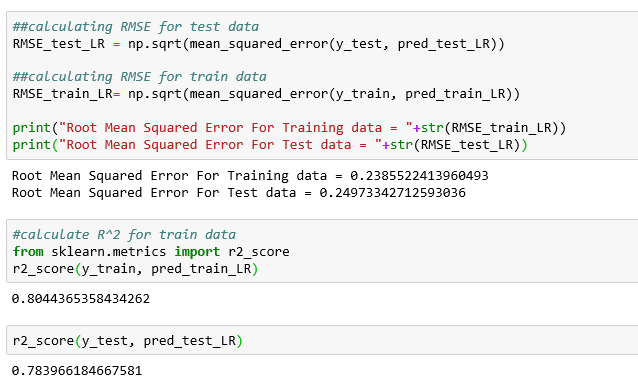 ##calculating RMSE for test data
RMSE_test_LR = np.sqrt(mean_squared_error(y_test, pred_test_LR))
##calculating RMSE for train data
RMSE_train_LR= np.sqrt(mean_squared_error(y_train, pred_train_LR))
print("Root Mean Squared Error For Training data = "+str(RMSE_train_LR))
print("Root Mean Squared Error For Test data = "+str(RMSE_test_LR))
Root Mean Squared Error For Training data = 0.2385522413960493
Root Mean Squared Error For Test data = 0.24973342712593036
#calculate R^2 for train data
from sklearn.metrics import r2_score
r2_score(y_train, pred_train_LR)
0.8044365358434262
r2_score(y_test, pred_test_LR)
0.783966184667581